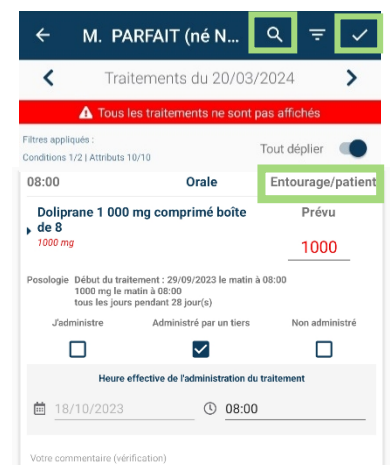 M. PARFAIT (né N...
Traitements du 20/03/2024
Tous les traitements ne sont pas affichés
Filtres appliqués :
Conditions 1/2 | Attributs 10/10
Tout déplier
08:00 Orale Entourage/patient
Doliprane 1 000 mg comprimé boîte de 8
1000 mg
Prévu
1000
Posologie Début du traitement : 29/09/2023 le matin à 08:00
1000 mg le matin à 08:00
tous les jours pendant 28 jour(s)
J'administre Administré par un tiers Non administré
Heure effective de l'administration du traitement
18/10/2023 08:00
Votre commentaire (vérification)